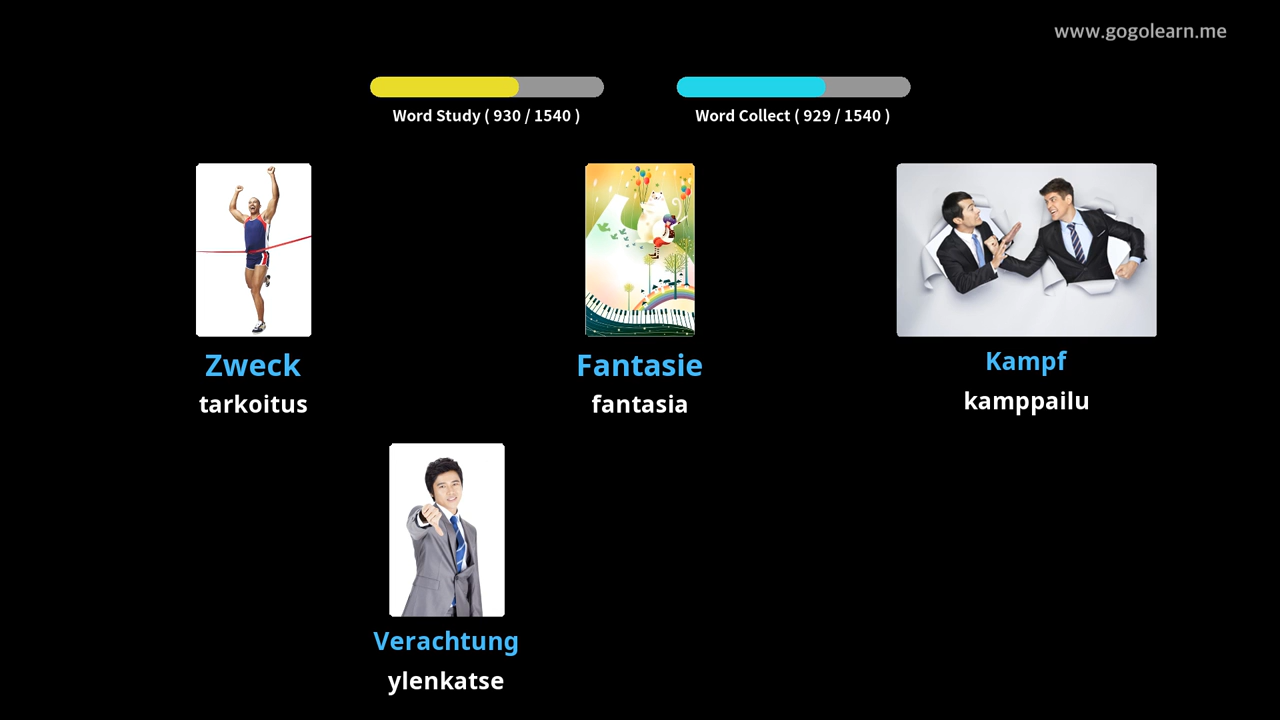 www.gogolearn.me
Word Study ( 930 / 1540 )
Word Collect ( 929 / 1540 )
Zweck
tarkoitus
Fantasie
fantasia
Kampf
kamppailu
Verachtung
ylenkatse